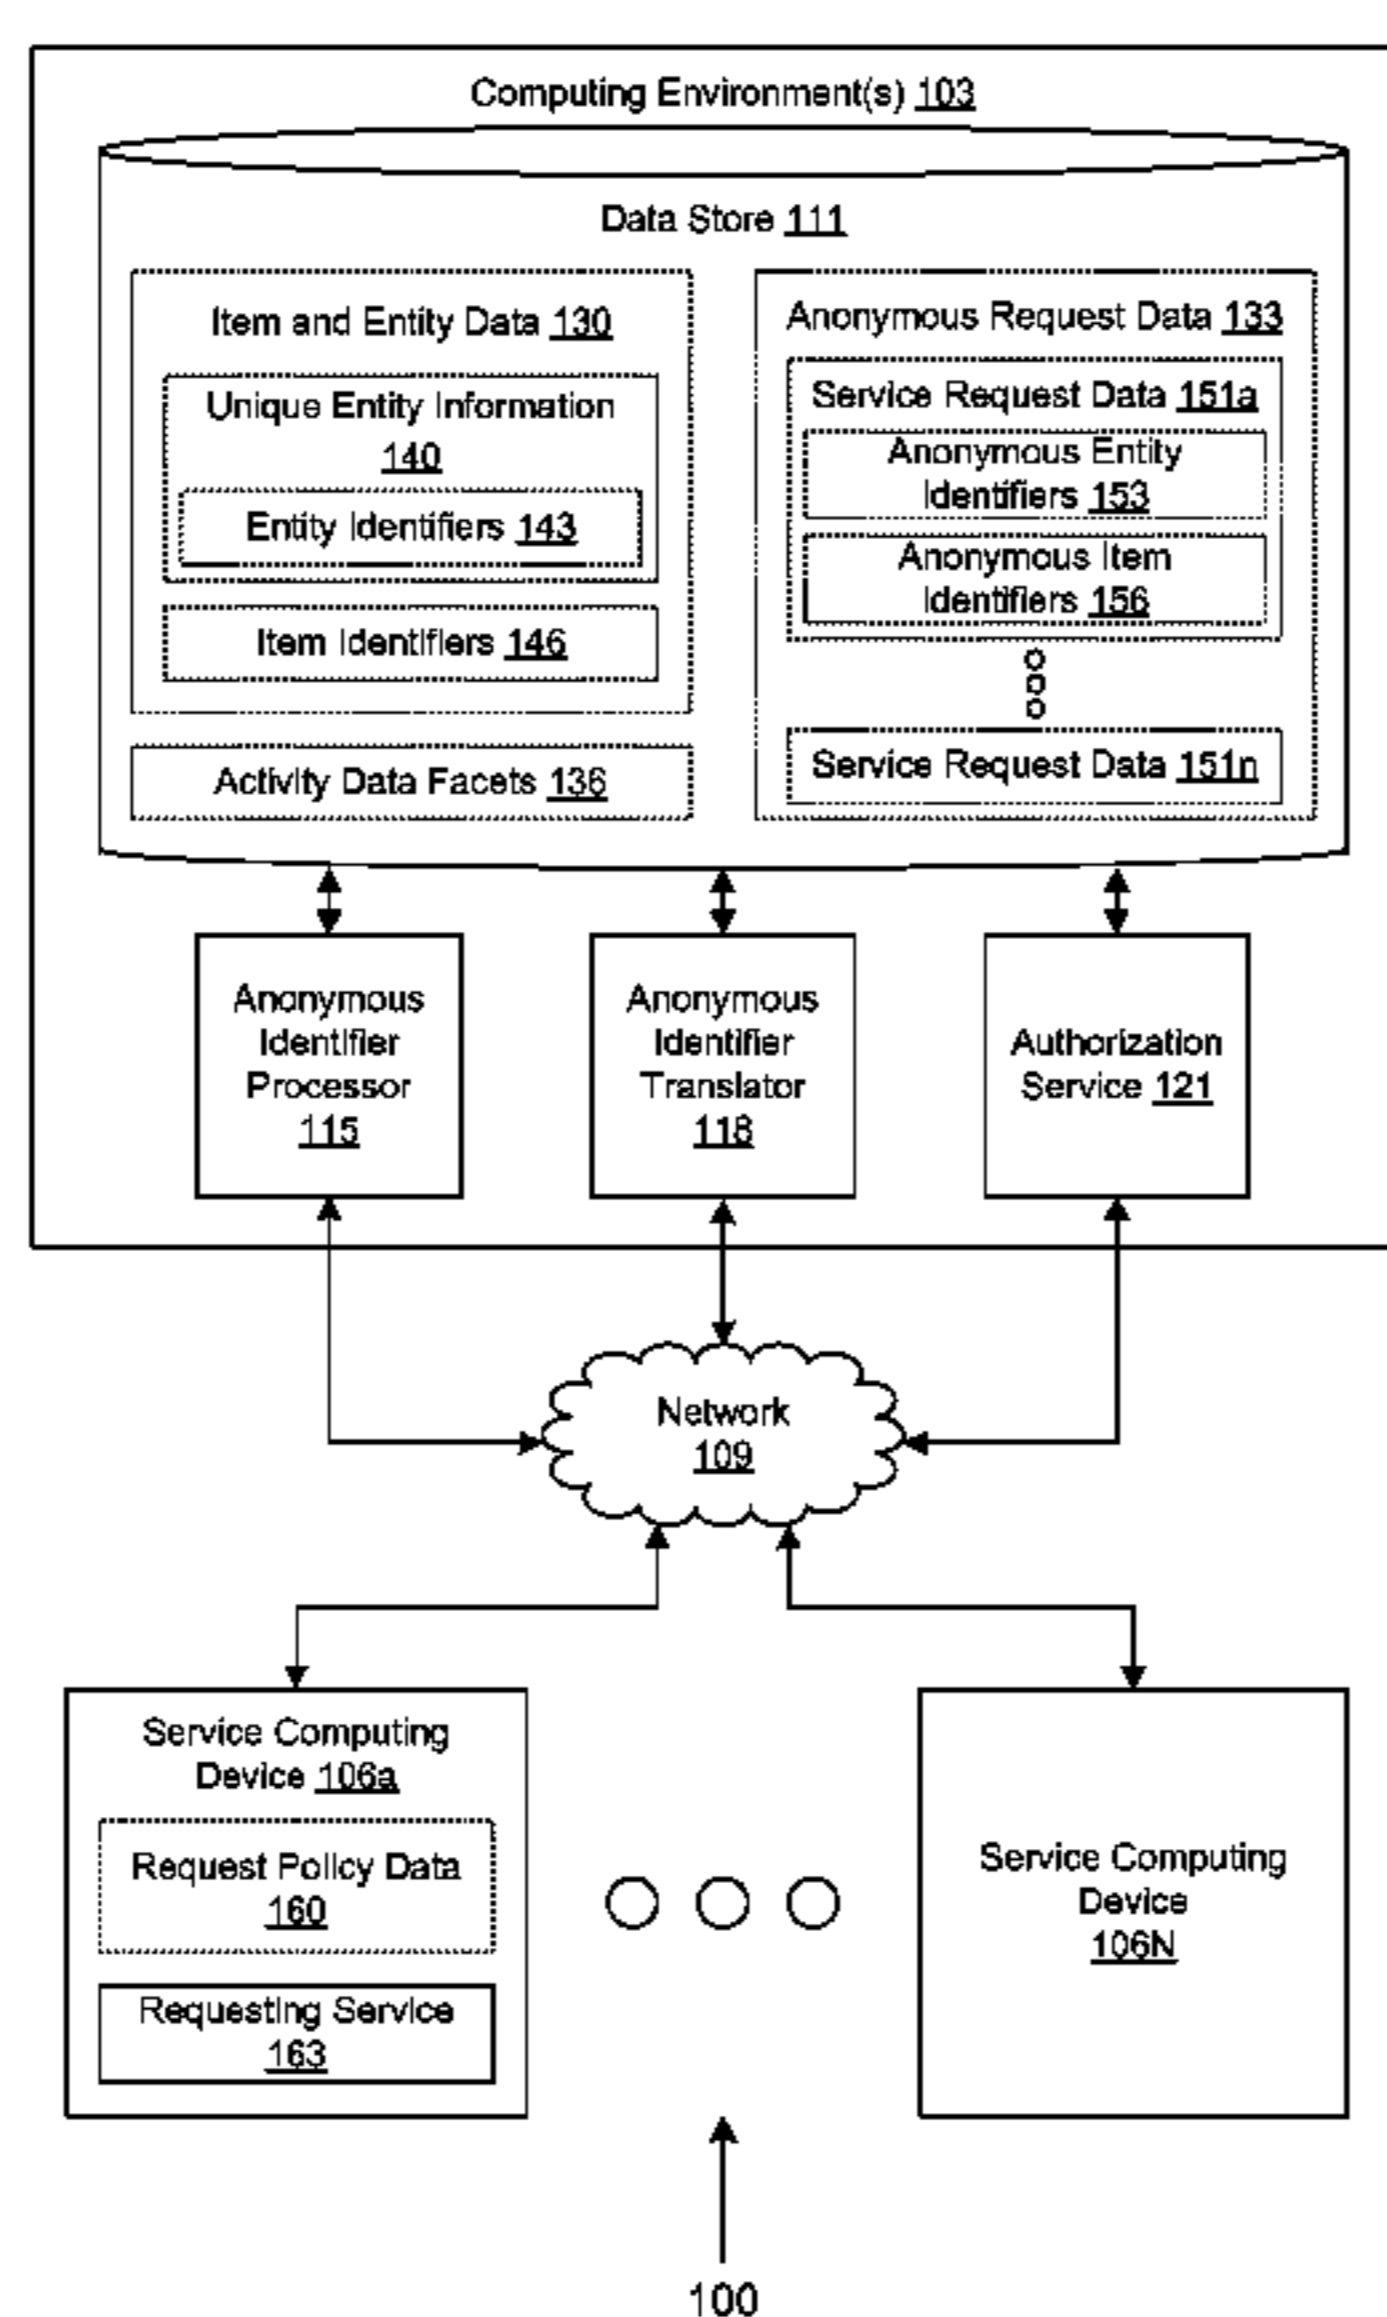 Computing Environment(s) 103
Data Store 111
Item and Entity Data 130
Unique Entity Information
140
Entity Identifiers 143
Item Identifiers 146
Activity Data Facets 136
Anonymous Request Data 133
Service Request Data 151a
Anonymous Entity
Identifiers 153
Anonymous Item
Identifiers 156
Service Request Data 151n
Anonymous
Identifier
Processor
115
Anonymous
Identifier
Translator
118
Authorization
Service 121
Network
109
Service Computing
Device 106a
Request Policy Data
160
Requesting Service
163
Service Computing
Device
106N
100